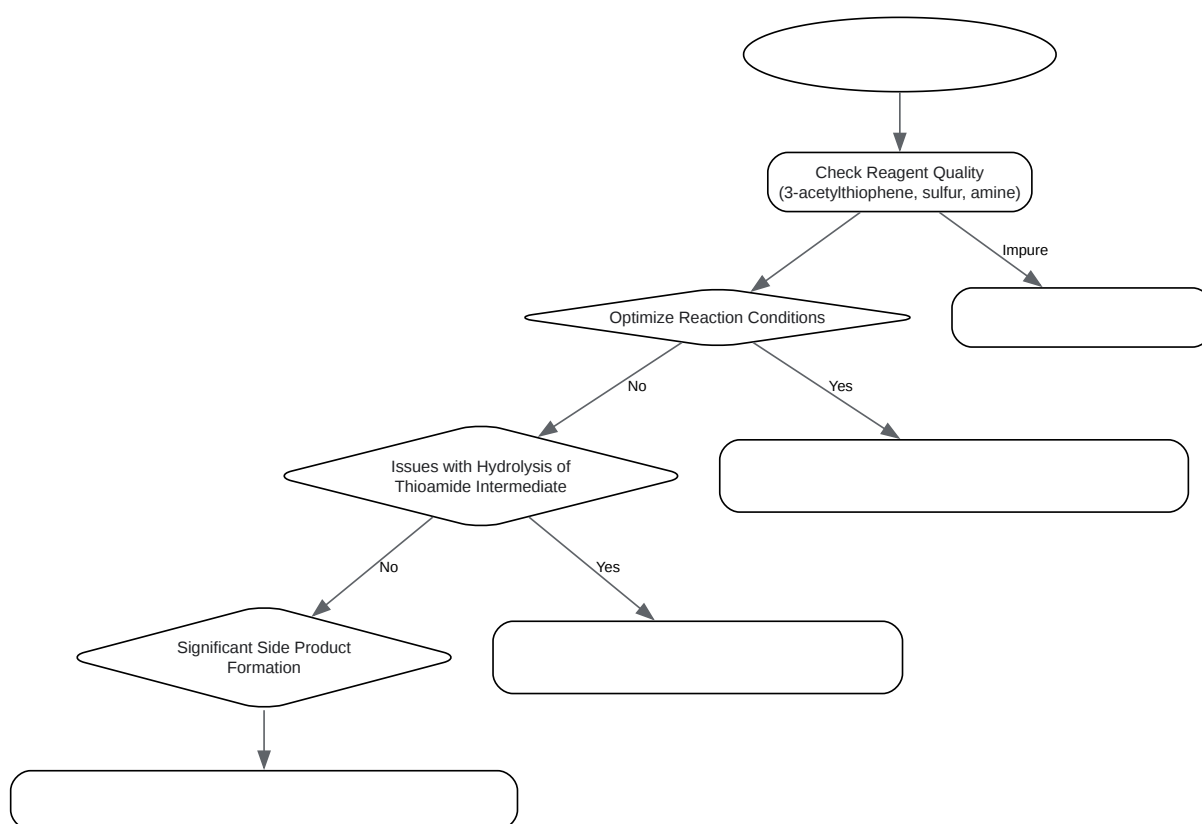 Check Reagent Quality
(3-acetylthiophene, sulfur, amine)
Impure
Optimize Reaction Conditions
No
Yes
Issues with Hydrolysis of
Thioamide Intermediate
No
Yes
Significant Side Product
Formation